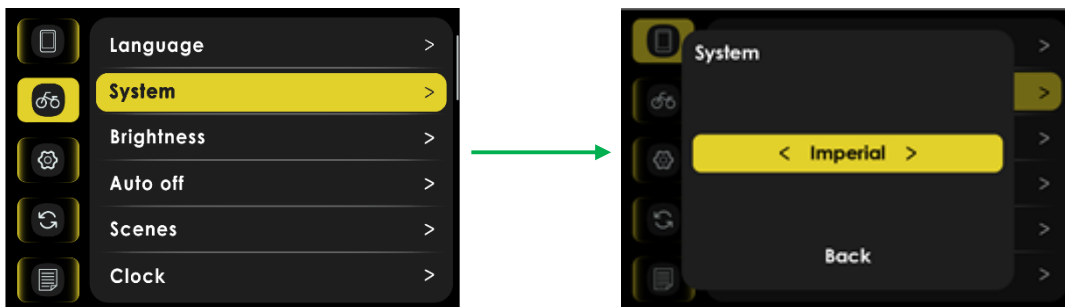 Language >
System >
Brightness >
Auto off >
Scenes >
Clock >
System
< Imperial >
Back